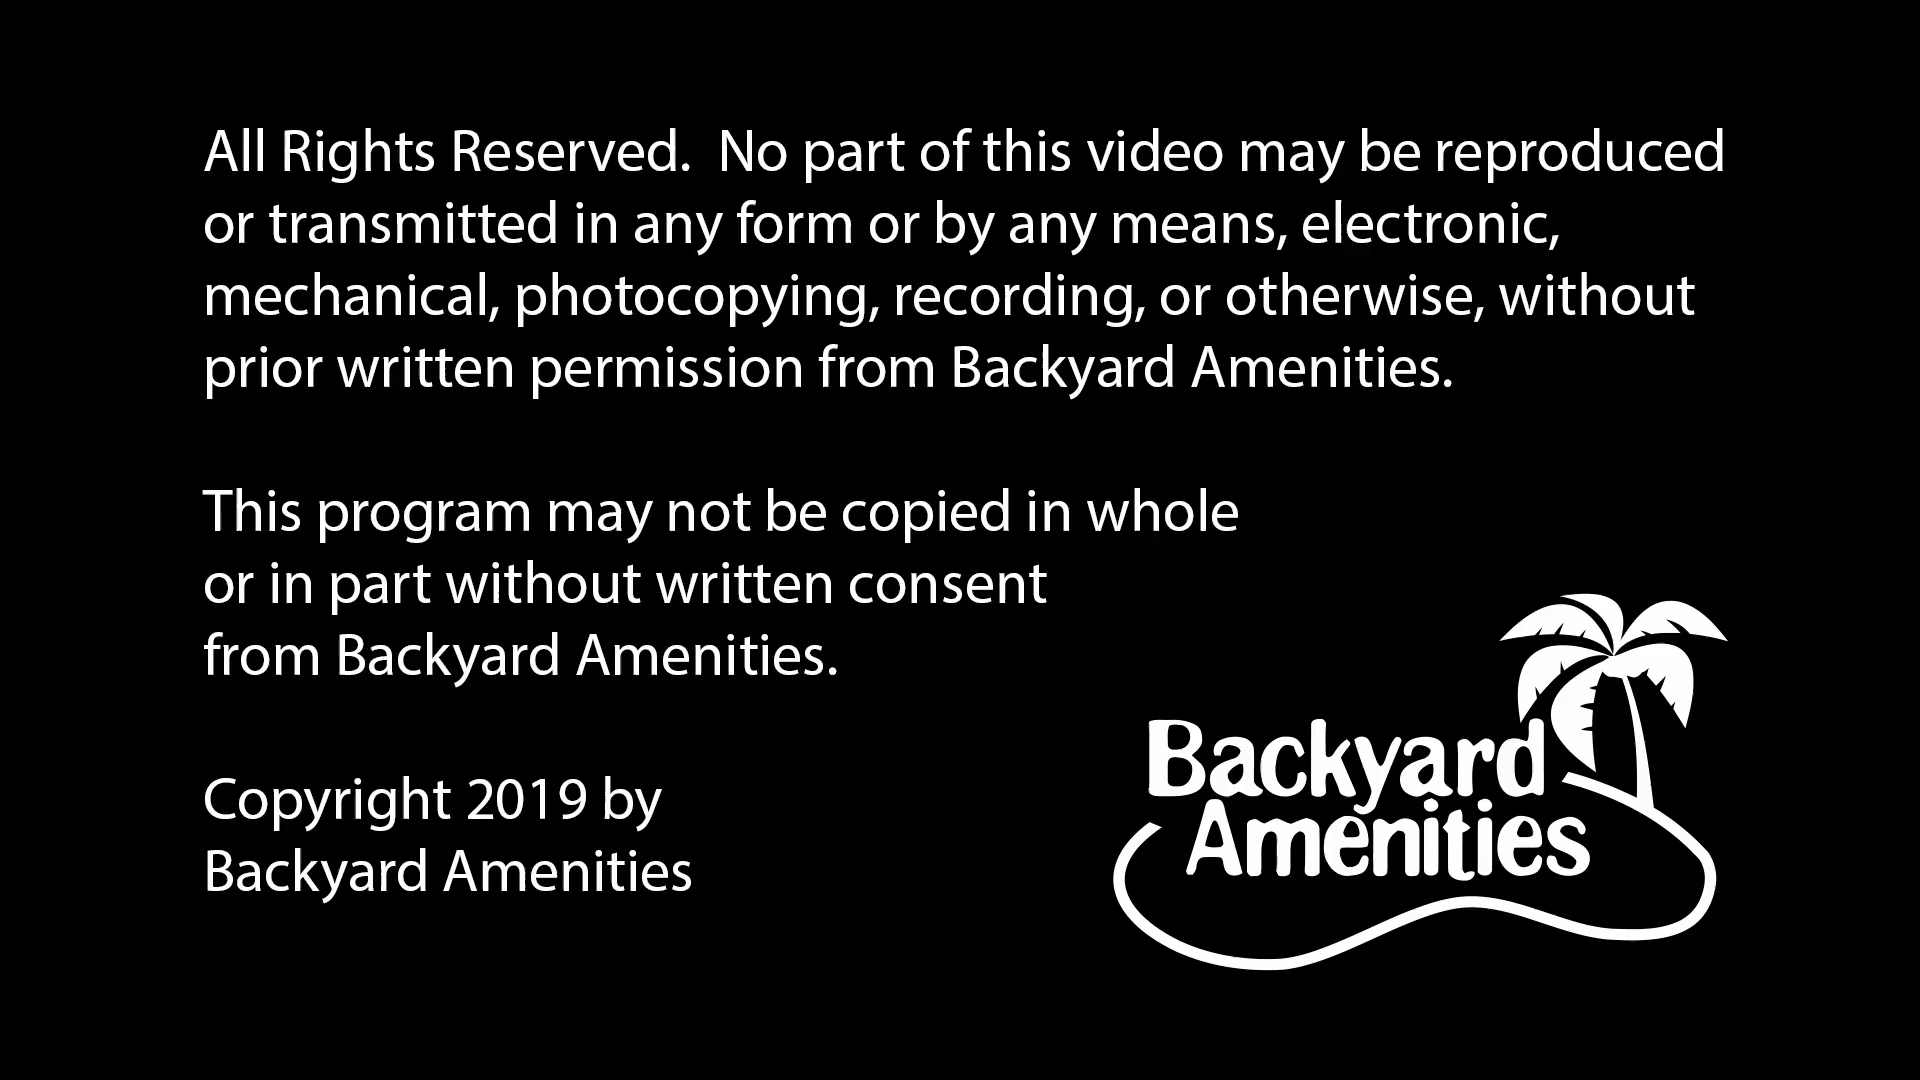 All Rights Reserved.  No part of this video may be reproduced
or transmitted in any form or by any means, electronic,
mechanical, photocopying, recording, or otherwise, without
prior written permission from Backyard Amenities.
This program may not be copied in whole
or in part without written consent
from Backyard Amenities.
Copyright 2019 by
Backyard Amenities
Backyard
Amenities